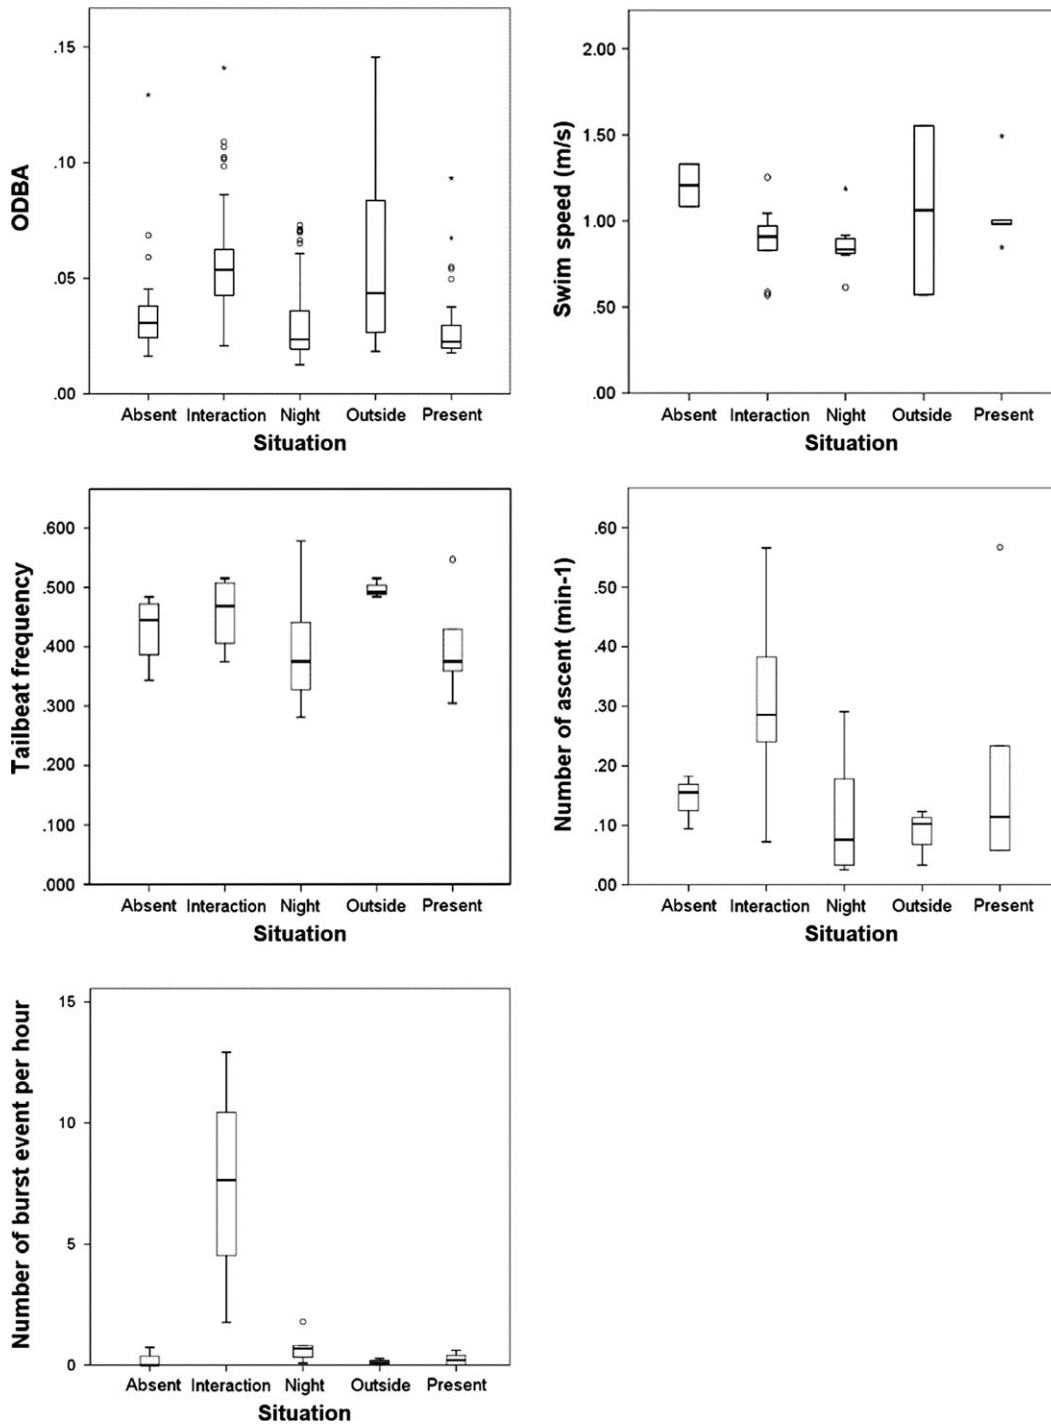 ODBA
.15
.10
.05
.00
Absent Interaction Night Outside Present
Situation
Swim speed (m/s)
2.00
1.50
1.00
.50
.00
Absent Interaction Night Outside Present
Situation
Tailbeat frequency
.600
.500
.400
.300
.200
.100
.000
Absent Interaction Night Outside Present
Situation
Number of ascent (min-1)
.60
.50
.40
.30
.20
.10
.00
Absent Interaction Night Outside Present
Situation
Number of burst event per hour
15
10
5
0
Absent Interaction Night Outside Present
Situation